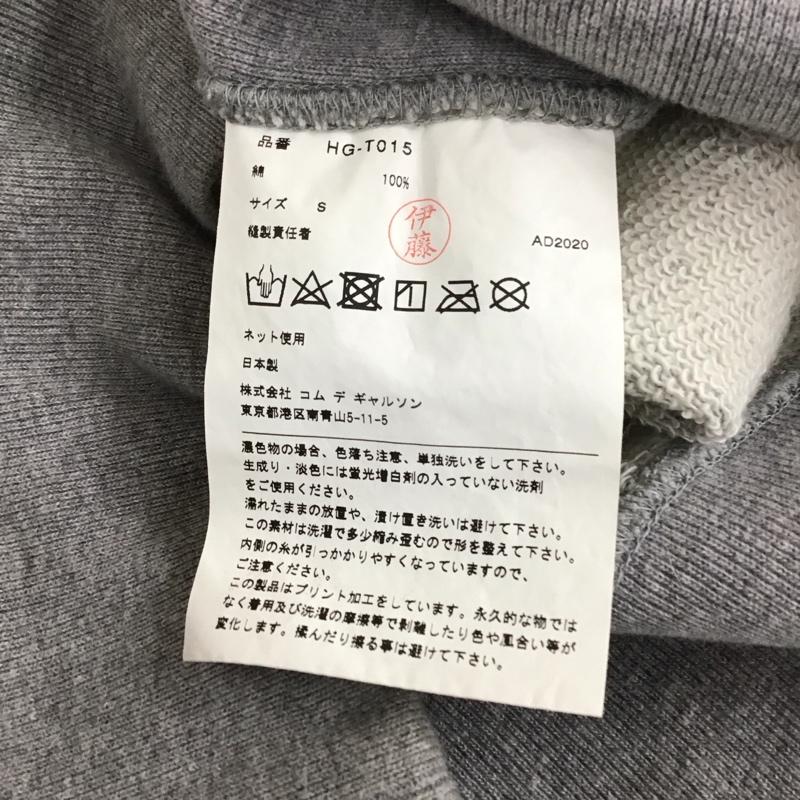 品番 HG-T015
綿 100%
サイズ S
縫製責任者 伊藤 AD2020
ネット使用
日本製
株式会社 コム デ ギャルソン
東京都港区南青山5-11-5
濃色物の場合、色落ち注意、単独洗いをして下さい。
生成り・淡色には蛍光増白剤の入っていない洗剤
をご使用ください。
濡れたままの放置や、漬け置き洗いは避けて下さい。
この素材は洗濯で多少縮み歪むので形を整えて下さい。
内側の糸が引っかかりやすくなっていますので、
ご注意ください。
この製品はプリント加工をしています。永久的な物では
なく着用及び洗濯の摩擦等で剥離したり色や風合い等が
変化します。揉んだり擦る事は避けて下さい。